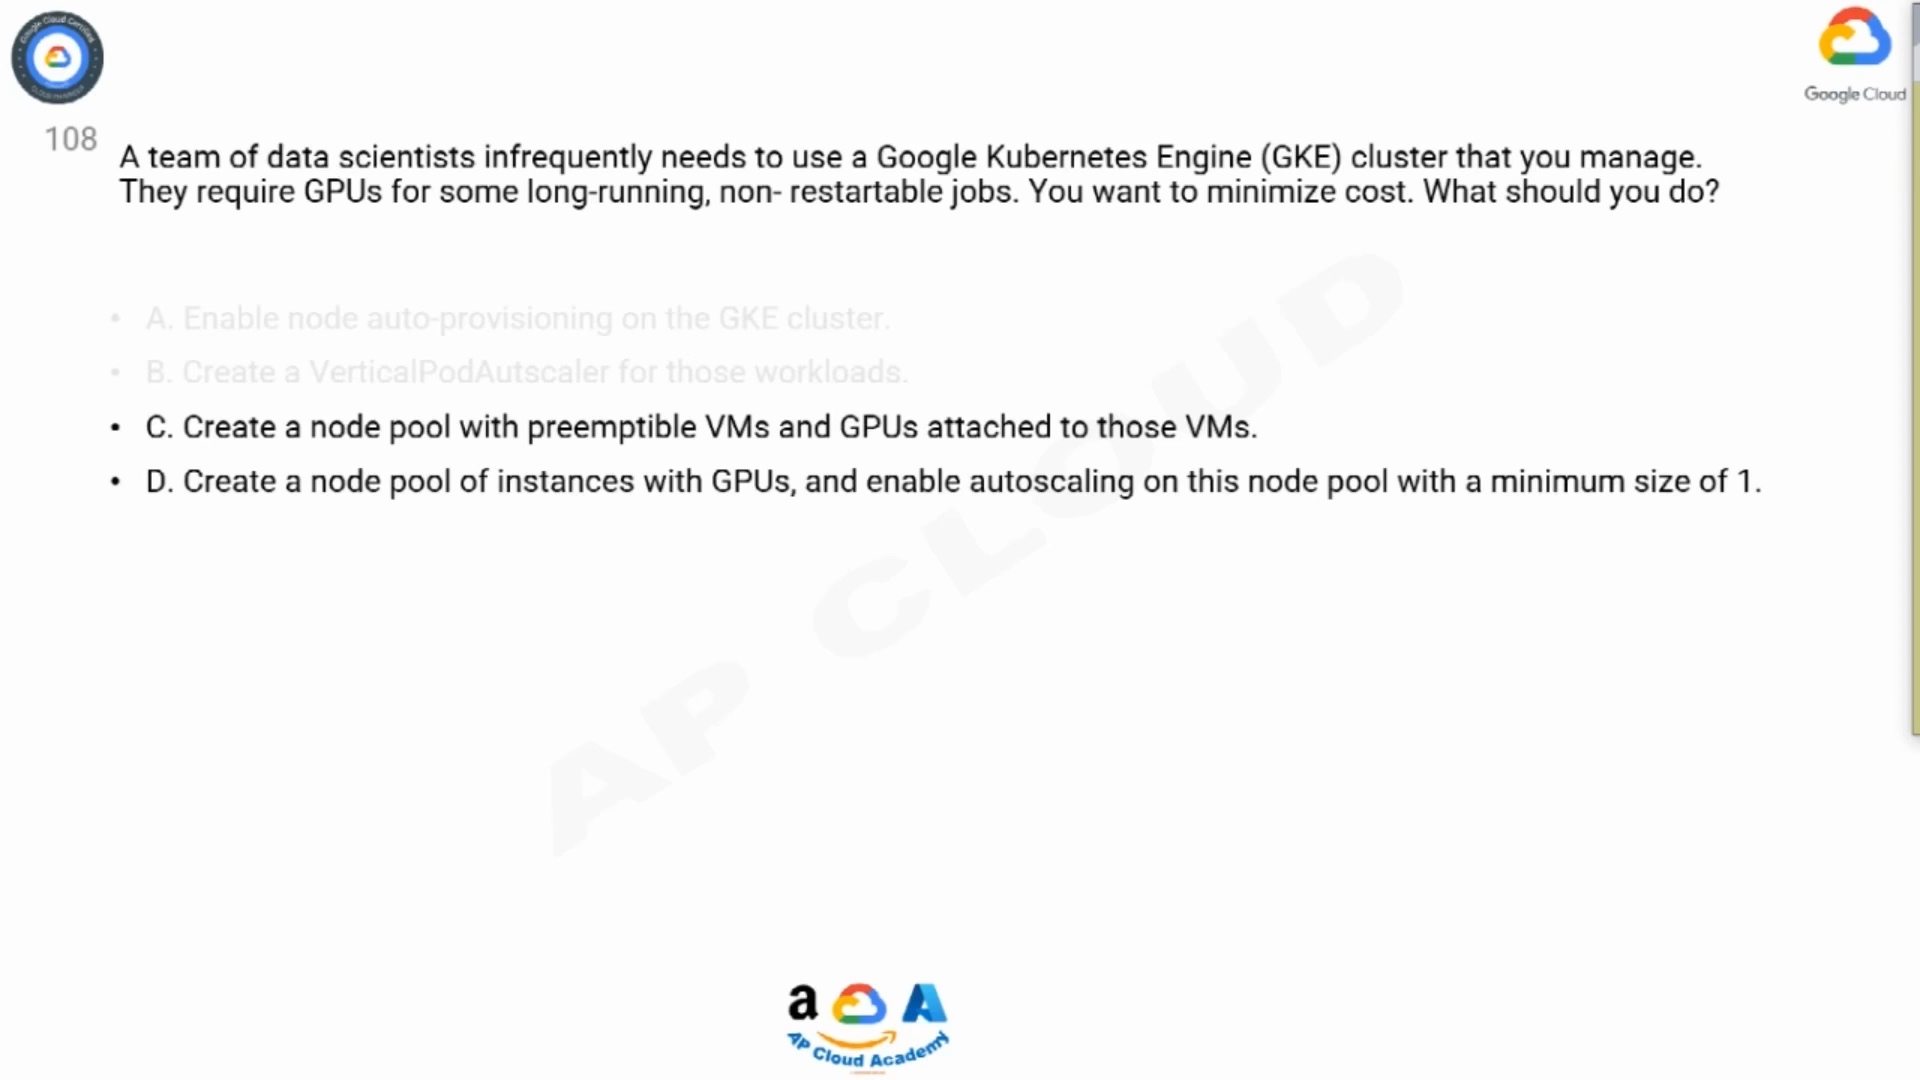 Google Cloud Certified
Google Cloud
108
A team of data scientists infrequently needs to use a Google Kubernetes Engine (GKE) cluster that you manage.
They require GPUs for some long-running, non- restartable jobs. You want to minimize cost. What should you do?
• A. Enable node auto-provisioning on the GKE cluster.
• B. Create a VerticalPodAutscaler for those workloads.
• C. Create a node pool with preemptible VMs and GPUs attached to those VMs.
• D. Create a node pool of instances with GPUs, and enable autoscaling on this node pool with a minimum size of 1.
AP CLOUD
a
AP Cloud Academy